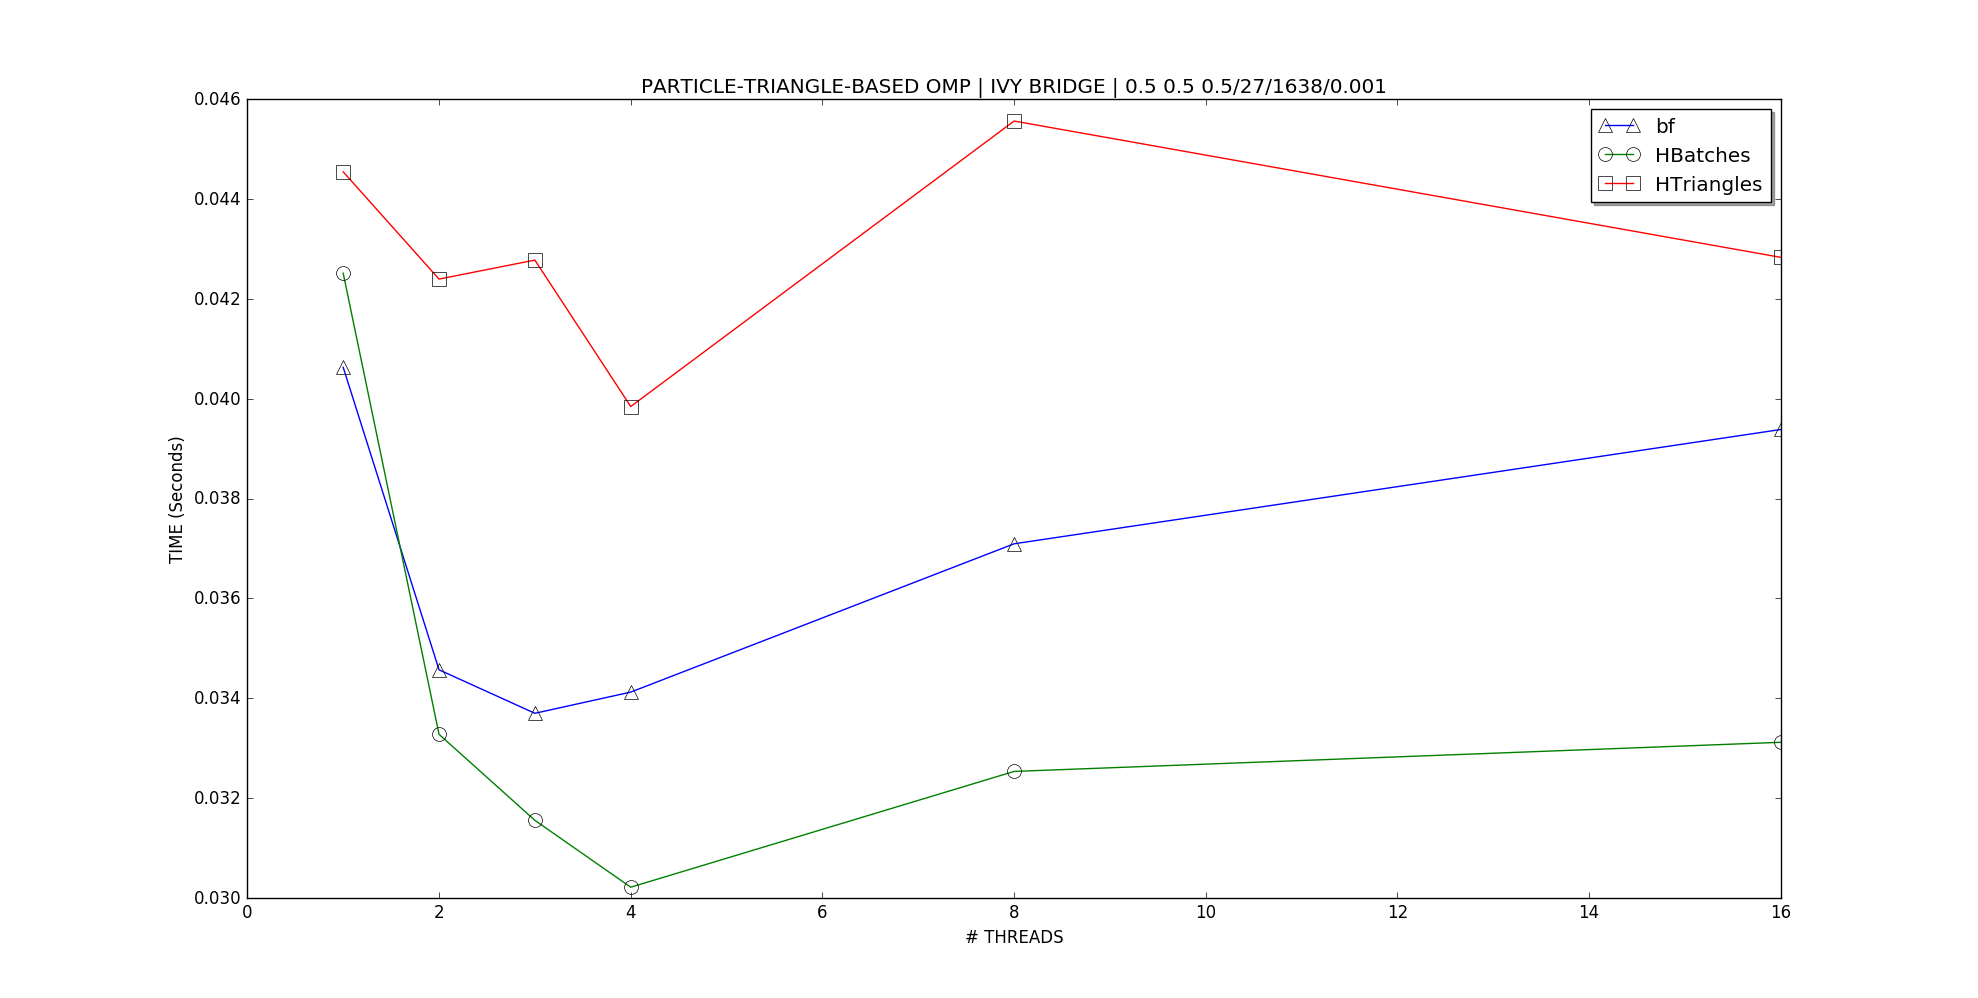 PARTICLE-TRIANGLE-BASED OMP | IVY BRIDGE | 0.5 0.5 0.5/27/1638/0.001
0.046
0.044
0.042
0.040
0.038
0.036
0.034
0.032
0.030
TIME (Seconds)
bf
HBatches
HTriangles
0 2 4 6 8 10 12 14 16
# THREADS